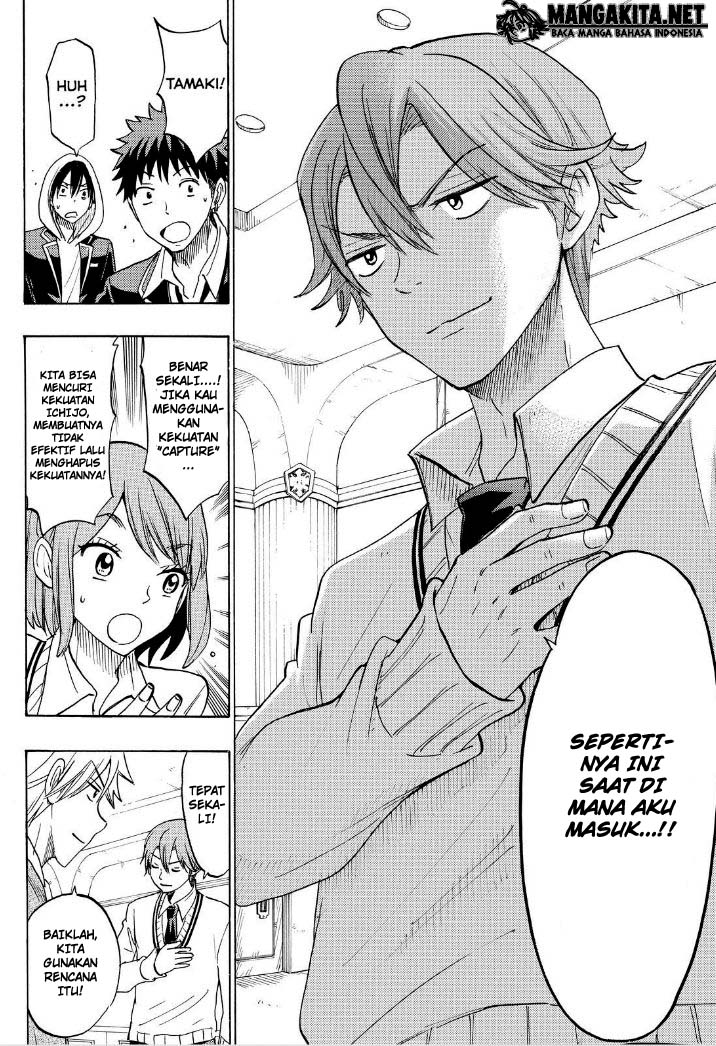 MANGAKITA.NET
BACA MANGA BAHASA INDONESIA
SEPERTI-
NYA INI
SAAT DI
MANA AKU
MASUK...!!
TAMAKI!
HUH
...?
BENAR
SEKALI....!
JIKA KAU
MENGGUNA-
KAN
KEKUATAN
"CAPTURE"
...
KITA BISA
MENCURI
KEKUATAN
ICHIJO,
MEMBUATNYA
TIDAK
EFEKTIF LALU
MENGHAPUS
KEKUATANNYA!
TEPAT
SEKA-
LI!
BAIKLAH,
KITA
GUNAKAN
RENCANA
ITU!